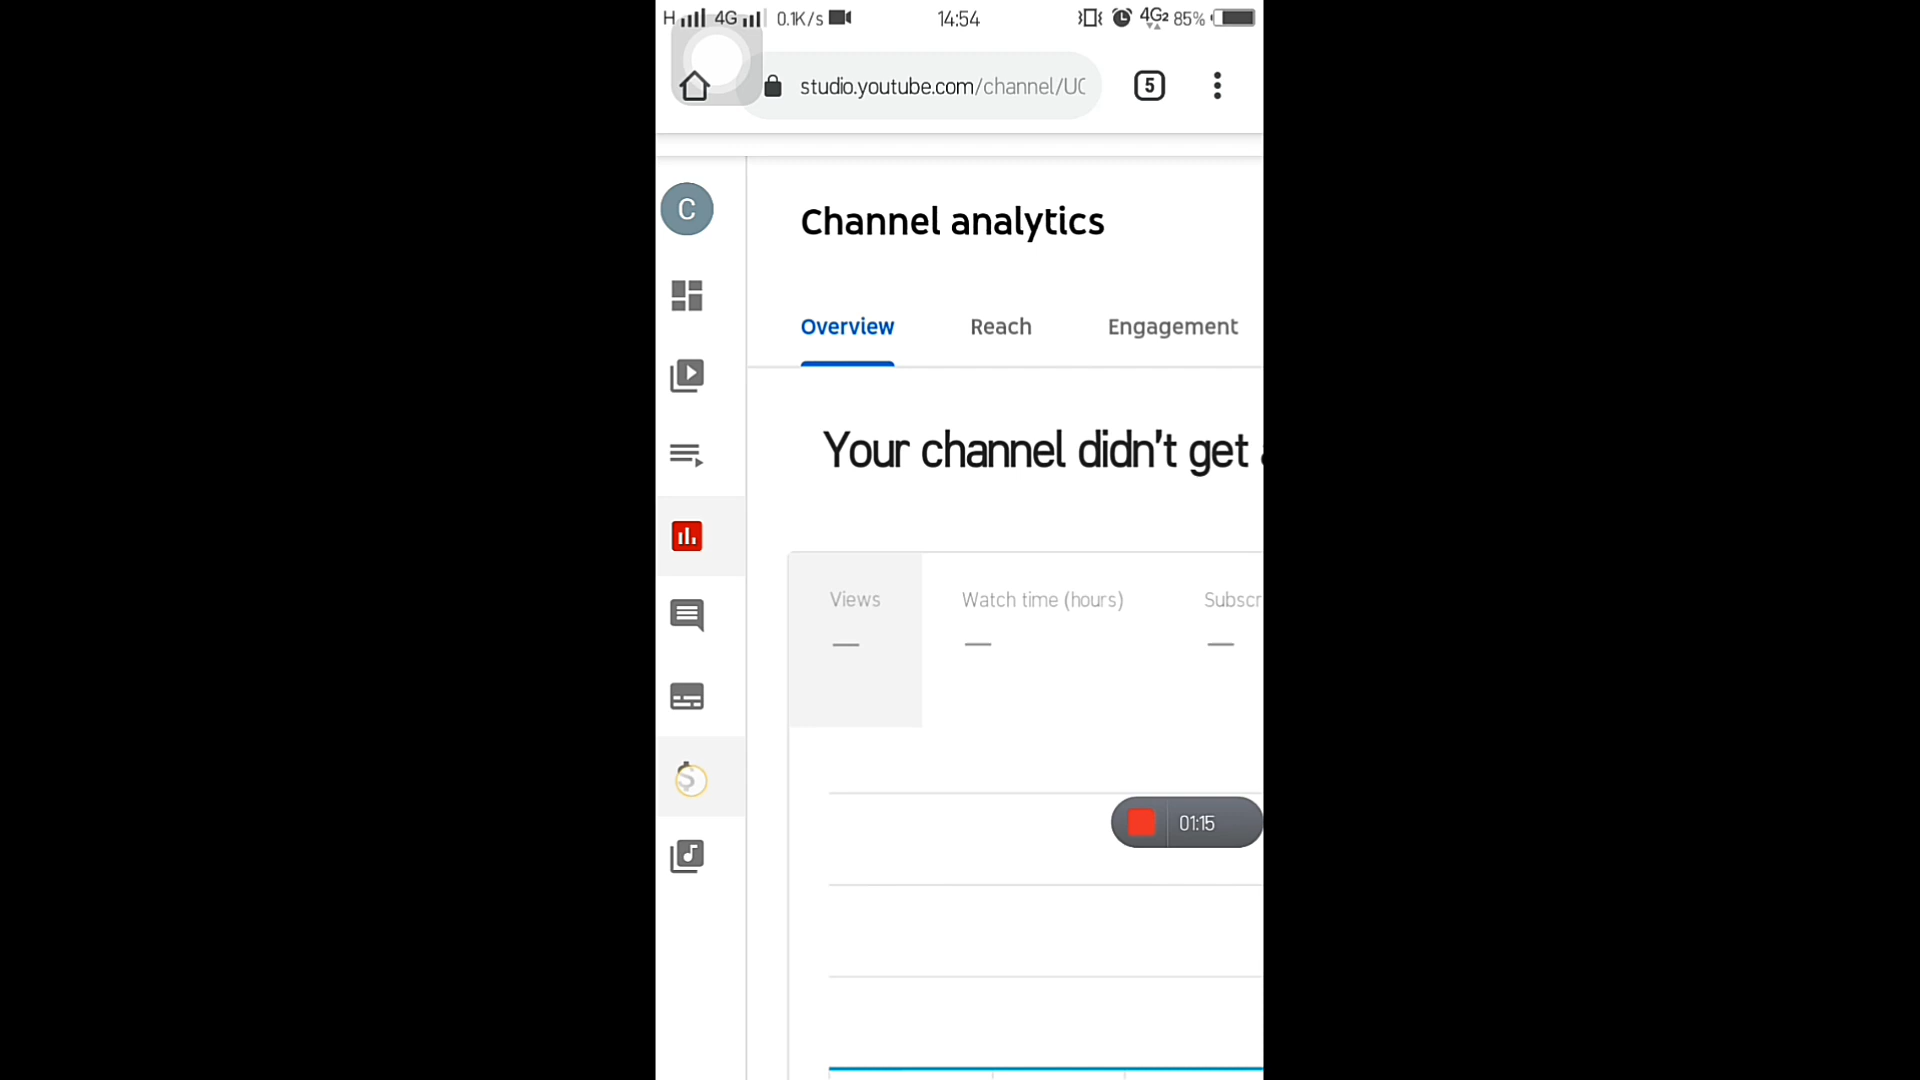 H 4G 0.1K/s 14:54 4G2 85%
studio.youtube.com/channel/UC
5
C
Channel analytics
Overview Reach Engagement
Your channel didn't get
Views Watch time (hours) Subscr
— — —
$
01:15